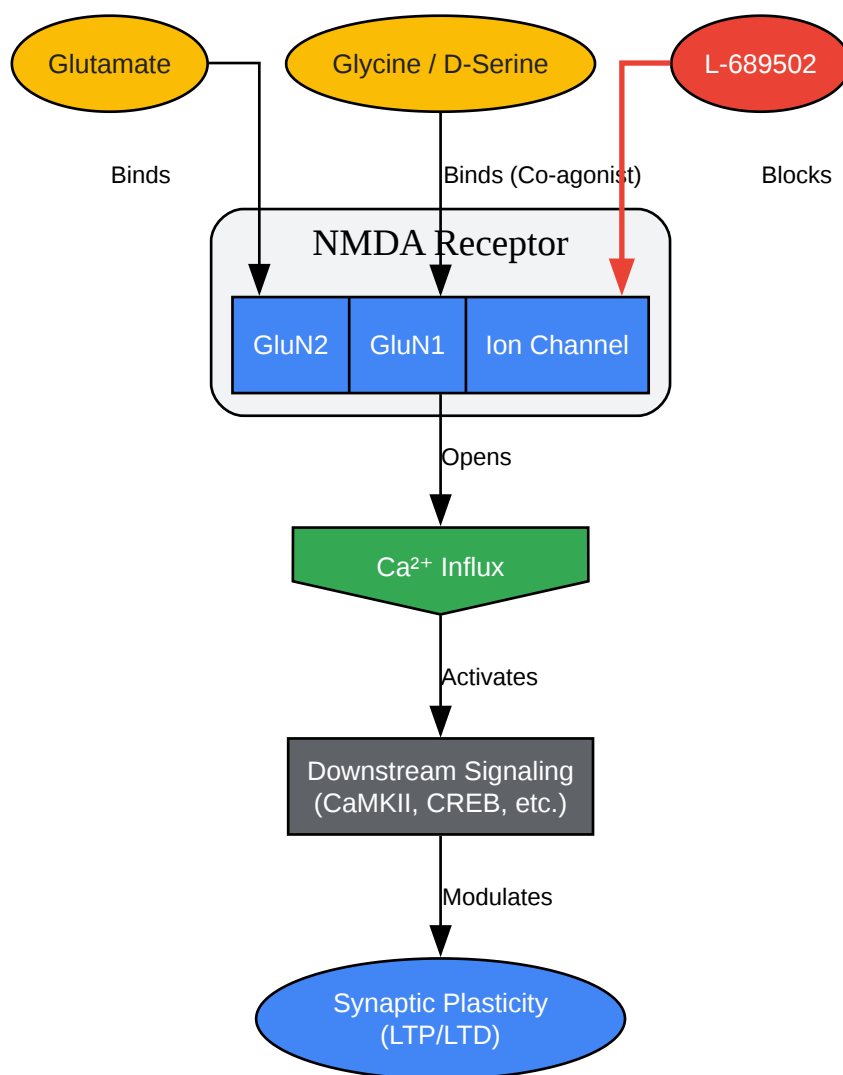 Glutamate
Glycine / D-Serine
L-689502
Binds
Binds (Co-agonist)
Blocks
NMDA Receptor
GluN2
GluN1
Ion Channel
Opens
Ca²⁺ Influx
Activates
Downstream Signaling
(CaMKII, CREB, etc.)
Modulates
Synaptic Plasticity
(LTP/LTD)